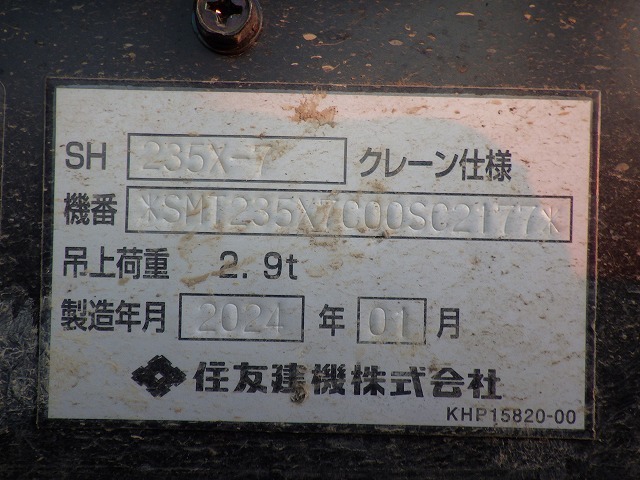 SH 235X-7 クレーン仕様
機番 *SMT235X7C00SC2177*
吊上荷重 2.9t
製造年月 2024 年 01 月
住友建機株式会社
KHP15820-00